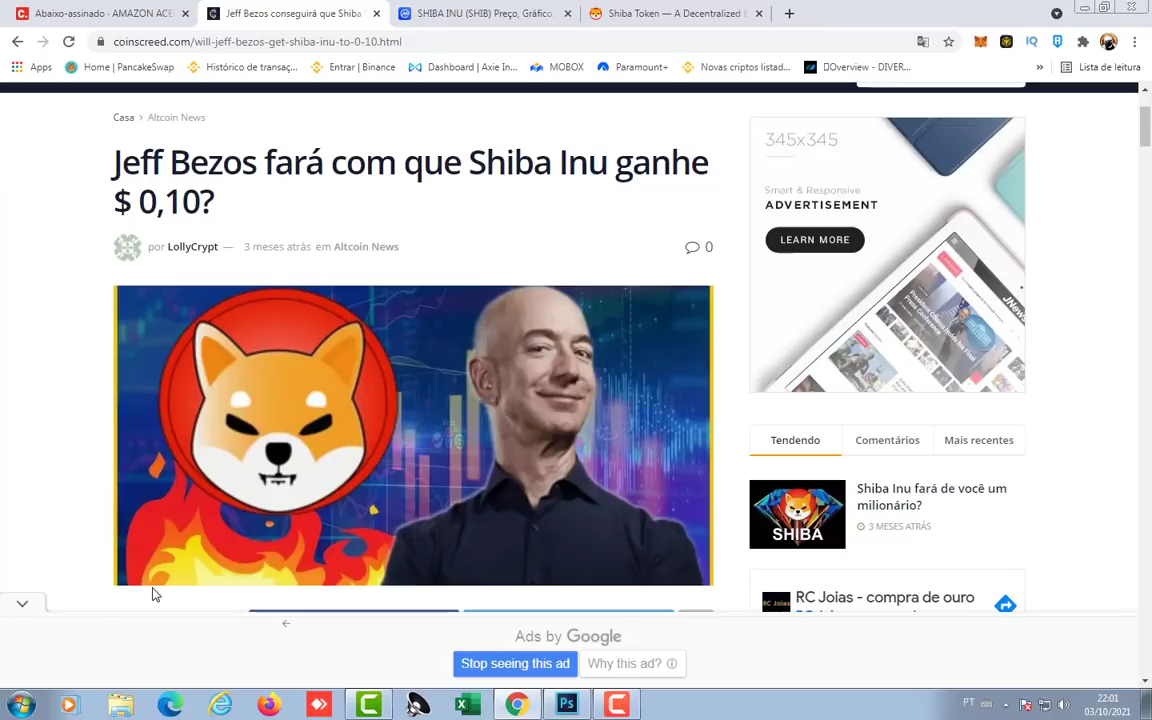 Abaixo-assinado · AMAZON ACEI
Jeff Bezos conseguirá que Shiba
SHIBA INU (SHIB) Preço, Gráfico,
Shiba Token — A Decentralized E
coinscreed.com/will-jeff-bezos-get-shiba-inu-to-0-10.html
Apps
Home | PancakeSwap
Histórico de transaç...
Entrar | Binance
Dashboard | Axie In...
MOBOX
Paramount+
Novas criptos listad...
Overview - DIVER...
»
Lista de leitura
Casa > Altcoin News
Jeff Bezos fará com que Shiba Inu ganhe
$ 0,10?
por LollyCrypt — 3 meses atrás em Altcoin News
0
345x345
Smart & Responsive
ADVERTISEMENT
LEARN MORE
Tendendo
Comentários
Mais recentes
SHIBA
Shiba Inu fará de você um
milionário?
3 MESES ATRÁS
RC Joias
RC Joias - compra de ouro
Ads by Google
Stop seeing this ad
Why this ad?
PT
22:01
03/10/2021